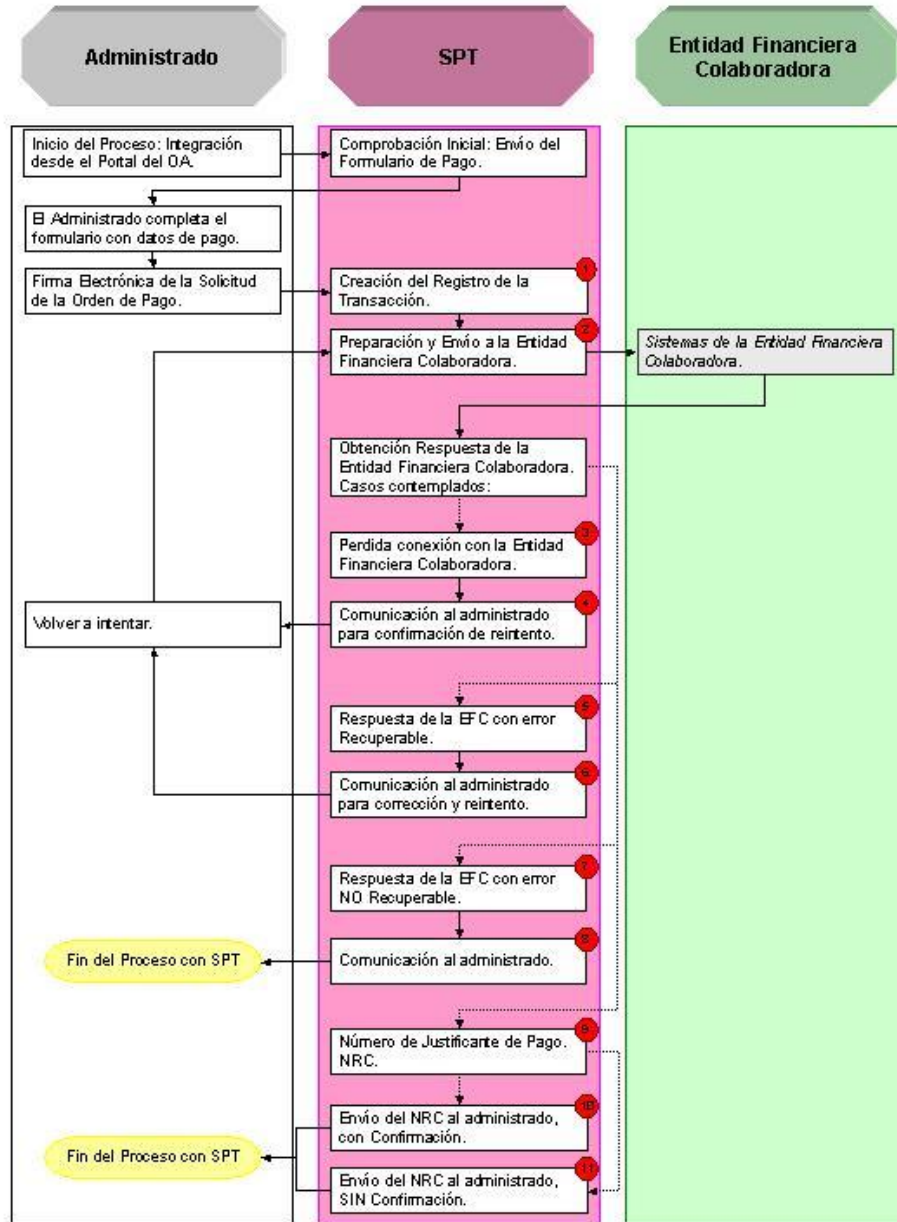 Administrado
SPT
Entidad Financiera
Colaboradora
Inicio del Proceso: Integración
desde el Portal del OA.
Comprobación Inicial: Envío del
Formulario de Pago.
El Administrado completa el
formulario con datos de pago.
Firma Electrónica de la Solicitud
de la Orden de Pago.
1
Creación del Registro de la
Transacción.
2
Preparación y Envío a la Entidad
Financiera Colaboradora.
Sistemas de la Entidad Financiera
Colaboradora.
Obtención Respuesta de la
Entidad Financiera Colaboradora.
Casos contemplados:
3
Perdida conexión con la Entidad
Financiera Colaboradora.
4
Comunicación al administrado
para confirmación de reintento.
Volver a intentar.
5
Respuesta de la EFC con error
Recuperable.
6
Comunicación al administrado
para corrección y reintento.
7
Respuesta de la EFC con error
NO Recuperable.
8
Comunicación al administrado.
Fin del Proceso con SPT
9
Número de Justificante de Pago.
NRC.
10
Envío del NRC al administrado,
con Confirmación.
Fin del Proceso con SPT
11
Envío del NRC al administrado,
SIN Confirmación.